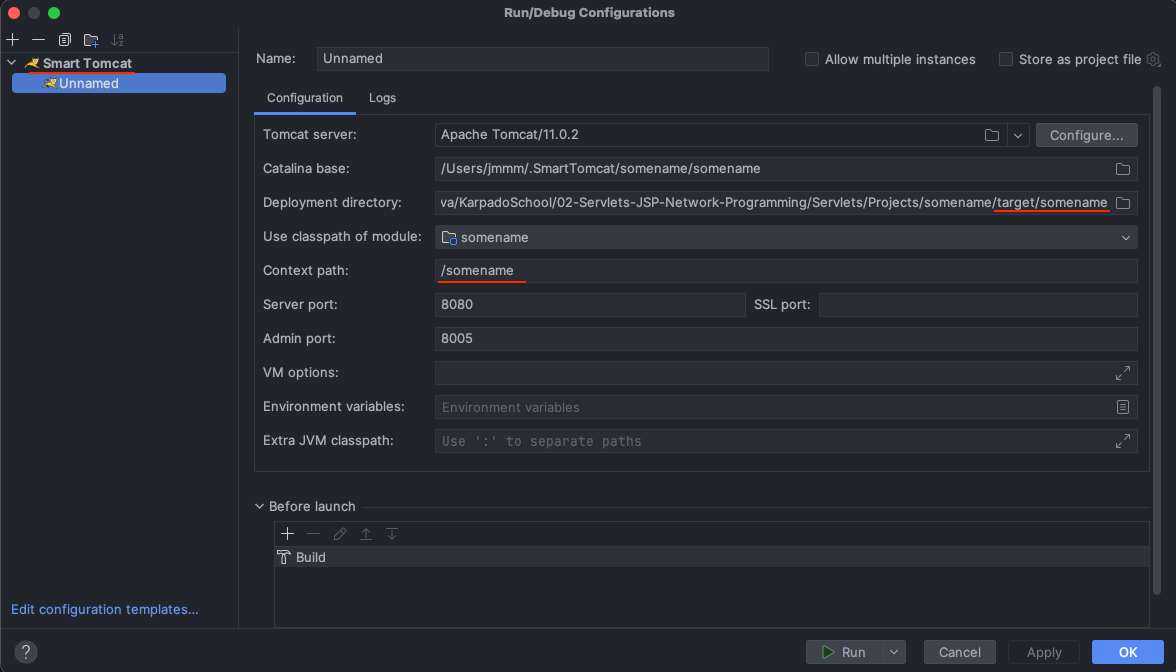 Run/Debug Configurations
Smart Tomcat
Unnamed
Name: Unnamed
Allow multiple instances
Store as project file
Configuration Logs
Tomcat server: Apache Tomcat/11.0.2 Configure...
Catalina base: /Users/jmmm/.SmartTomcat/somename/somename
Deployment directory: va/KarpadoSchool/02-Servlets-JSP-Network-Programming/Servlets/Projects/somename/target/somename
Use classpath of module: somename
Context path: /somename
Server port: 8080 SSL port:
Admin port: 8005
VM options:
Environment variables: Environment variables
Extra JVM classpath: Use ':' to separate paths
Before launch
Build
Edit configuration templates...
? Run Cancel Apply OK